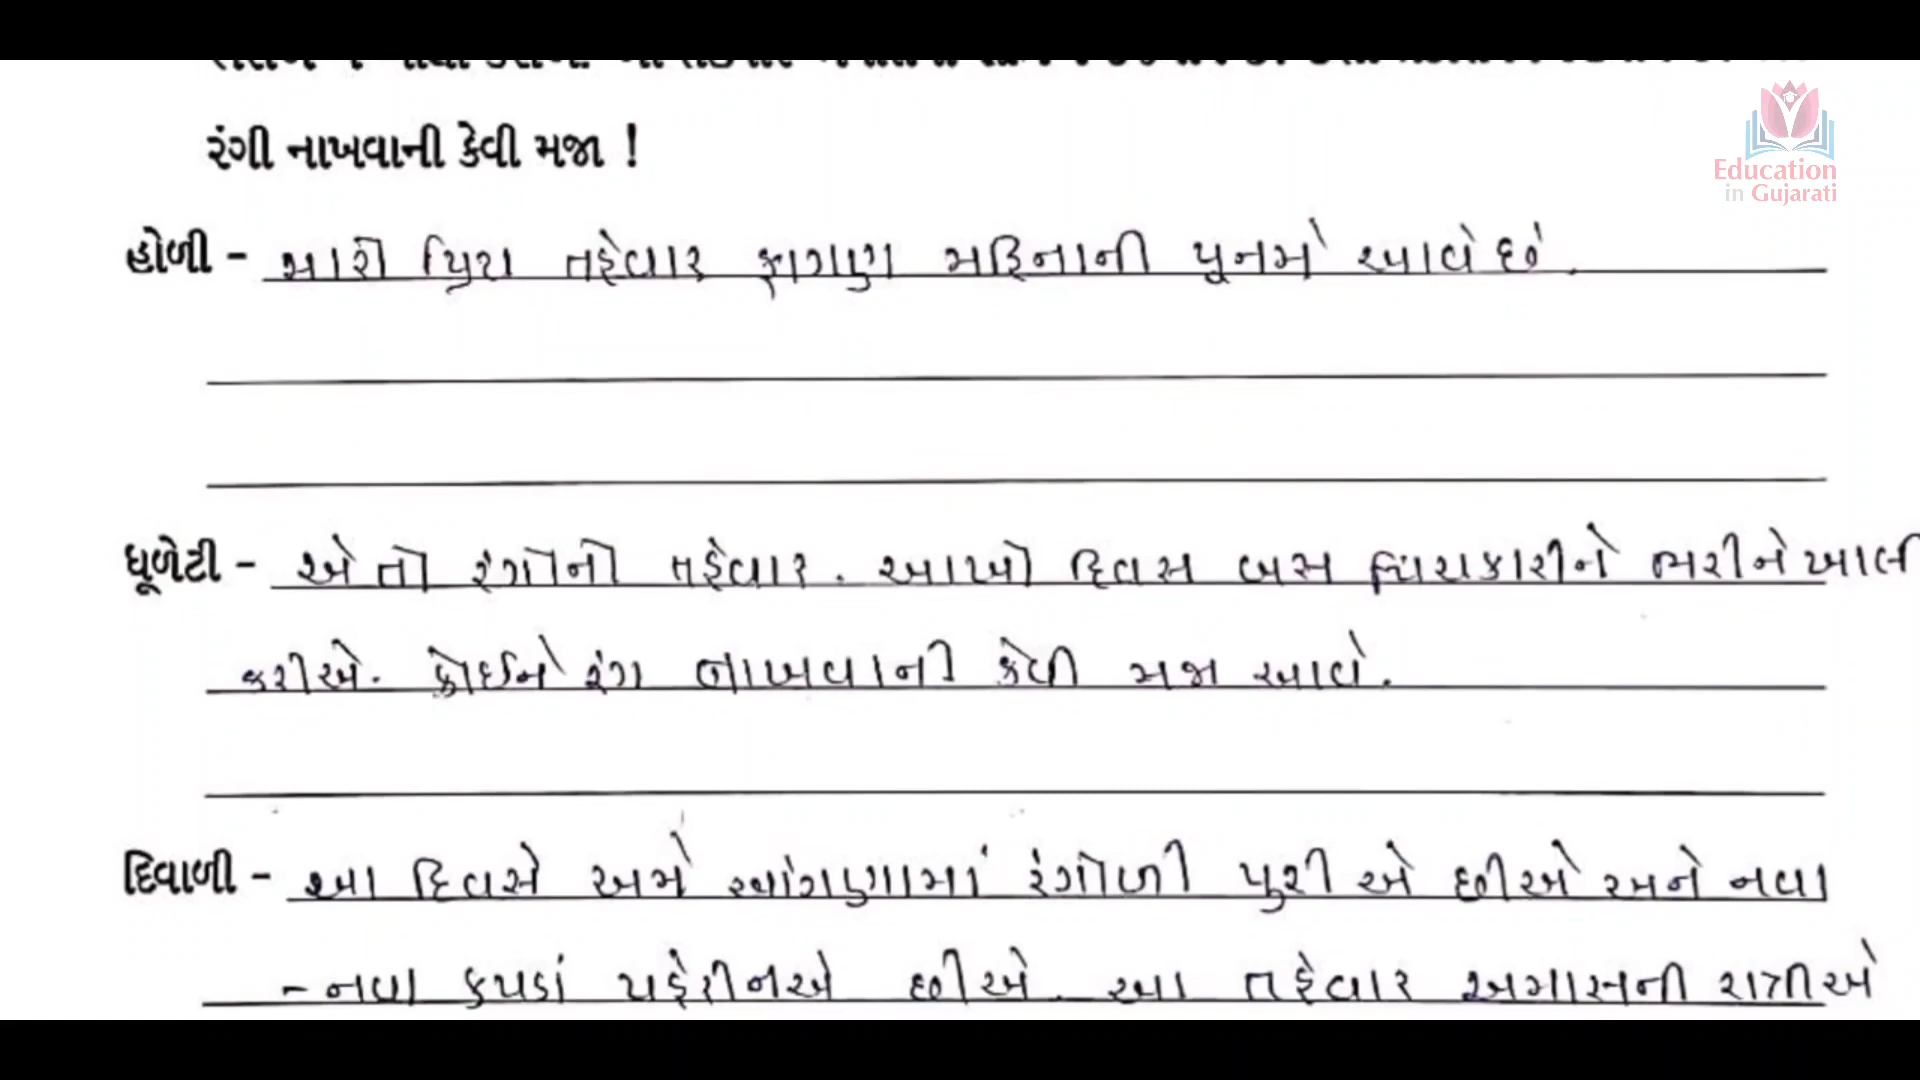 રંગી નાખવાની કેવી મજા !
Education
in Gujarati
હોળી - મારો પ્રિય તહેવાર ફાગણ મહિનાની પૂનમે આવે છે.
ધૂળેટી - એ તો રંગોનો તહેવાર. આખો દિવસ બસ પિચકારીને ભરીને ખાલી
કરીએ. કોઈને રંગ નાખવાની કેવી મજા આવે.
દિવાળી - આ દિવસે અમે આંગણામાં રંગોળી પુરીએ છીએ અને નવા
- નવા કપડાં છીએ. આ તહેવાર અમાસની રાત્રીએ